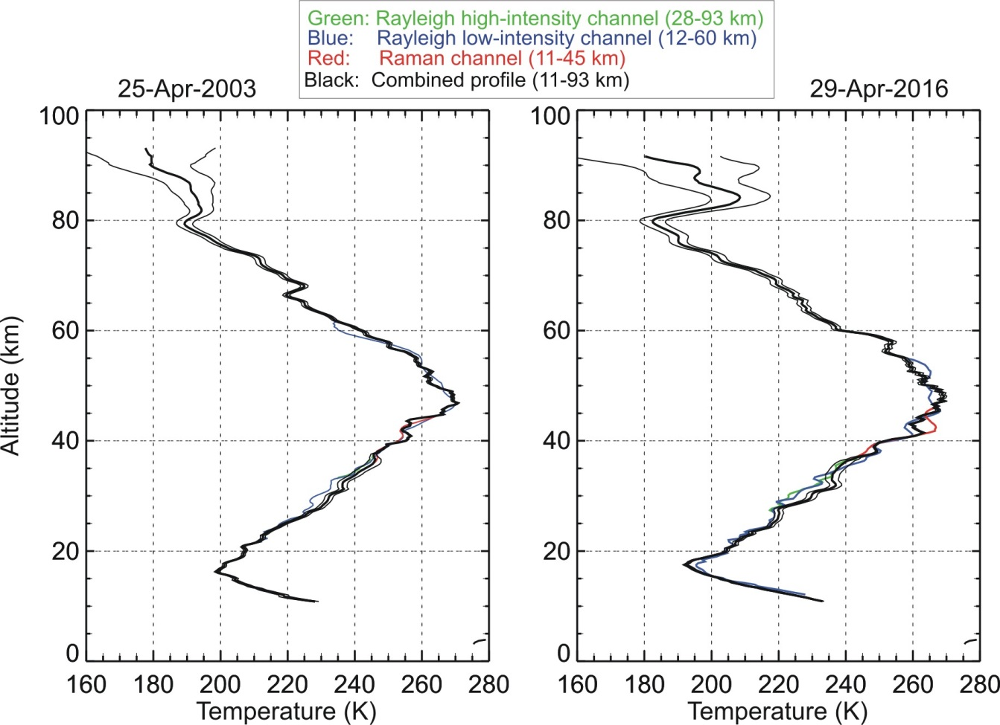 Green: Rayleigh high-intensity channel (28-93 km)
Blue: Rayleigh low-intensity channel (12-60 km)
Red: Raman channel (11-45 km)
Black: Combined profile (11-93 km)
25-Apr-2003
29-Apr-2016
Altitude (km)
100
80
60
40
20
0
160 180 200 220 240 260 280
Temperature (K)
100
80
60
40
20
0
160 180 200 220 240 260 280
Temperature (K)